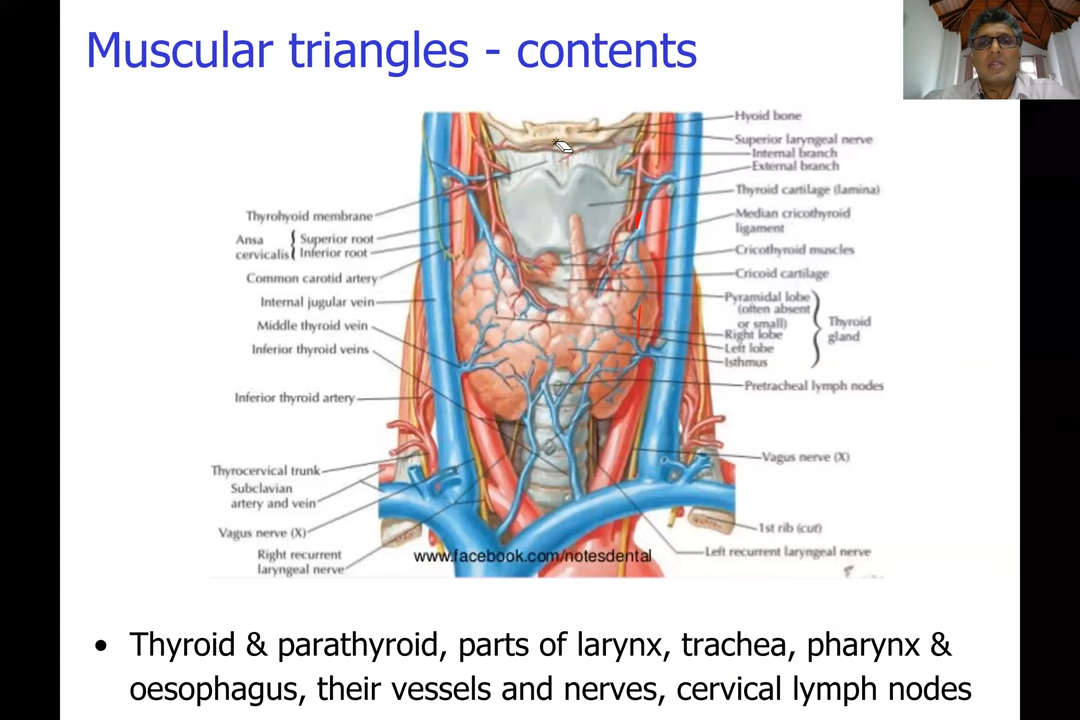 Muscular triangles - contents
Hyoid bone
Superior laryngeal nerve
Internal branch
External branch
Thyroid cartilage (lamina)
Median cricothyroid
ligament
Cricothyroid muscles
Cricoid cartilage
Pyramidal lobe
(often absent
or small)
Right lobe
Left lobe
Isthmus
Thyroid
gland
Pretracheal lymph nodes
Vagus nerve (X)
1st rib (cut)
Left recurrent laryngeal nerve
Thyrohyoid membrane
Ansa
cervicalis
Superior root
Inferior root
Common carotid artery
Internal jugular vein
Middle thyroid vein
Inferior thyroid veins
Inferior thyroid artery
Thyrocervical trunk
Subclavian
artery and vein
Vagus nerve (X)
Right recurrent
laryngeal nerve
www.facebook.com/notesdental
• Thyroid & parathyroid, parts of larynx, trachea, pharynx &
oesophagus, their vessels and nerves, cervical lymph nodes